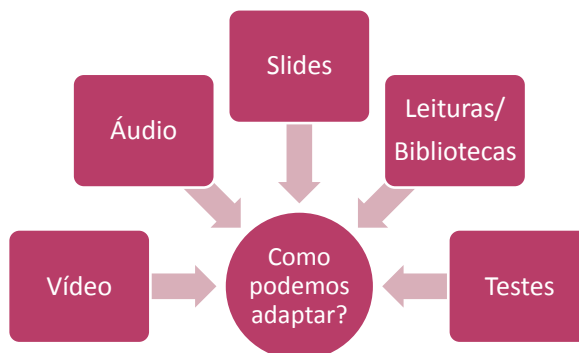 Slides
Áudio
Leituras/
Bibliotecas
Vídeo
Como
podemos
adaptar?
Testes